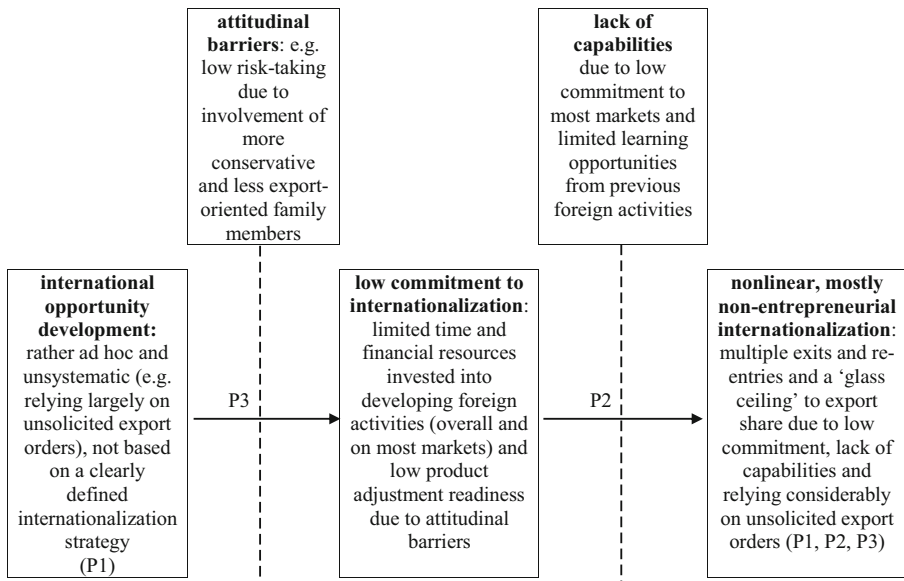 attitudinal
barriers: e.g.
low risk-taking
due to
involvement of
more
conservative
and less export-
oriented family
members
lack of
capabilities
due to low
commitment to
most markets and
limited learning
opportunities
from previous
foreign activities
international
opportunity
development:
rather ad hoc and
unsystematic (e.g.
relying largely on
unsolicited export
orders), not based
on a clearly
defined
internationalization
strategy
(P1)
P3
low commitment to
internationalization:
limited time and
financial resources
invested into
developing foreign
activities (overall and
on most markets) and
low product
adjustment readiness
due to attitudinal
barriers
P2
nonlinear, mostly
non-entrepreneurial
internationalization:
multiple exits and re-
entries and a ‘glass
ceiling’ to export
share due to low
commitment, lack of
capabilities and
relying considerably
on unsolicited export
orders (P1, P2, P3)